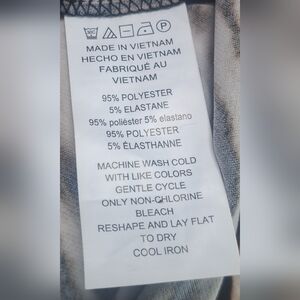 MADE IN VIETNAM
HECHO EN VIETNAM
FABRIQUÉ AU
VIETNAM
95% POLYESTER
5% ELASTANE
95% poliéster 5% elastano
95% POLYESTER
5% ÉLASTHANNE
MACHINE WASH COLD
WITH LIKE COLORS
GENTLE CYCLE
ONLY NON-CHLORINE
BLEACH
RESHAPE AND LAY FLAT
TO DRY
COOL IRON